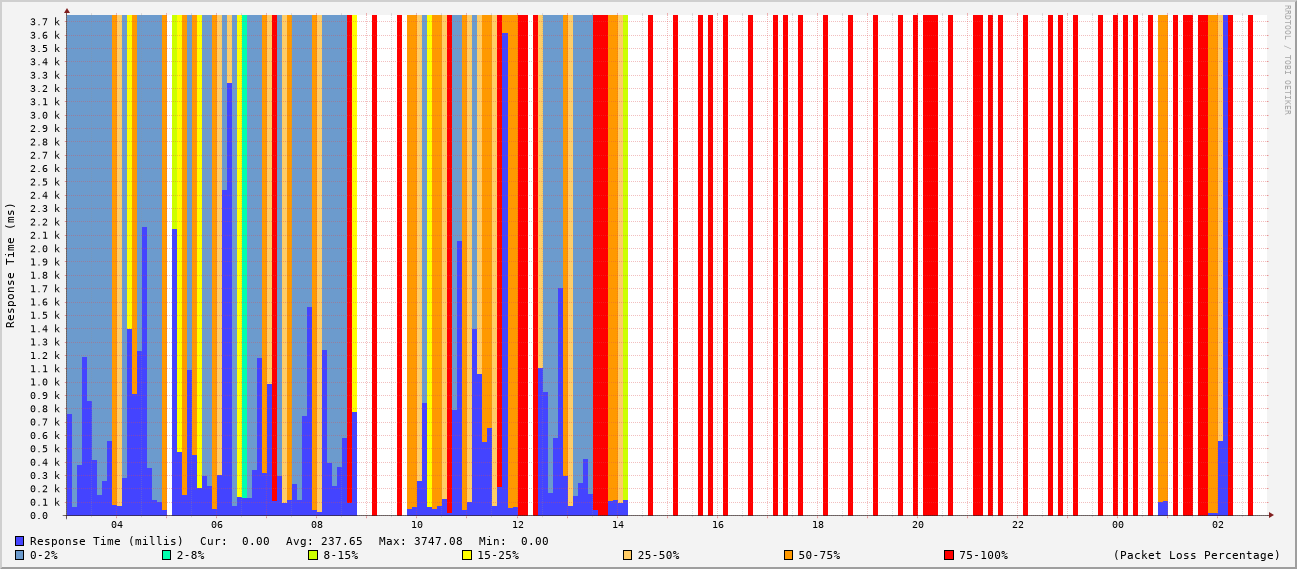 RRDTOOL / TOBI OETIKER
Response Time (ms)
3.7 k
3.6 k
3.5 k
3.4 k
3.3 k
3.2 k
3.1 k
3.0 k
2.9 k
2.8 k
2.7 k
2.6 k
2.5 k
2.4 k
2.3 k
2.2 k
2.1 k
2.0 k
1.9 k
1.8 k
1.7 k
1.6 k
1.5 k
1.4 k
1.3 k
1.2 k
1.1 k
1.0 k
0.9 k
0.8 k
0.7 k
0.6 k
0.5 k
0.4 k
0.3 k
0.2 k
0.1 k
0.0
04 06 08 10 12 14 16 18 20 22 00 02
Response Time (millis) Cur: 0.00 Avg: 237.65 Max: 3747.08 Min: 0.00
0-2% 2-8% 8-15% 15-25% 25-50% 50-75% 75-100% (Packet Loss Percentage)